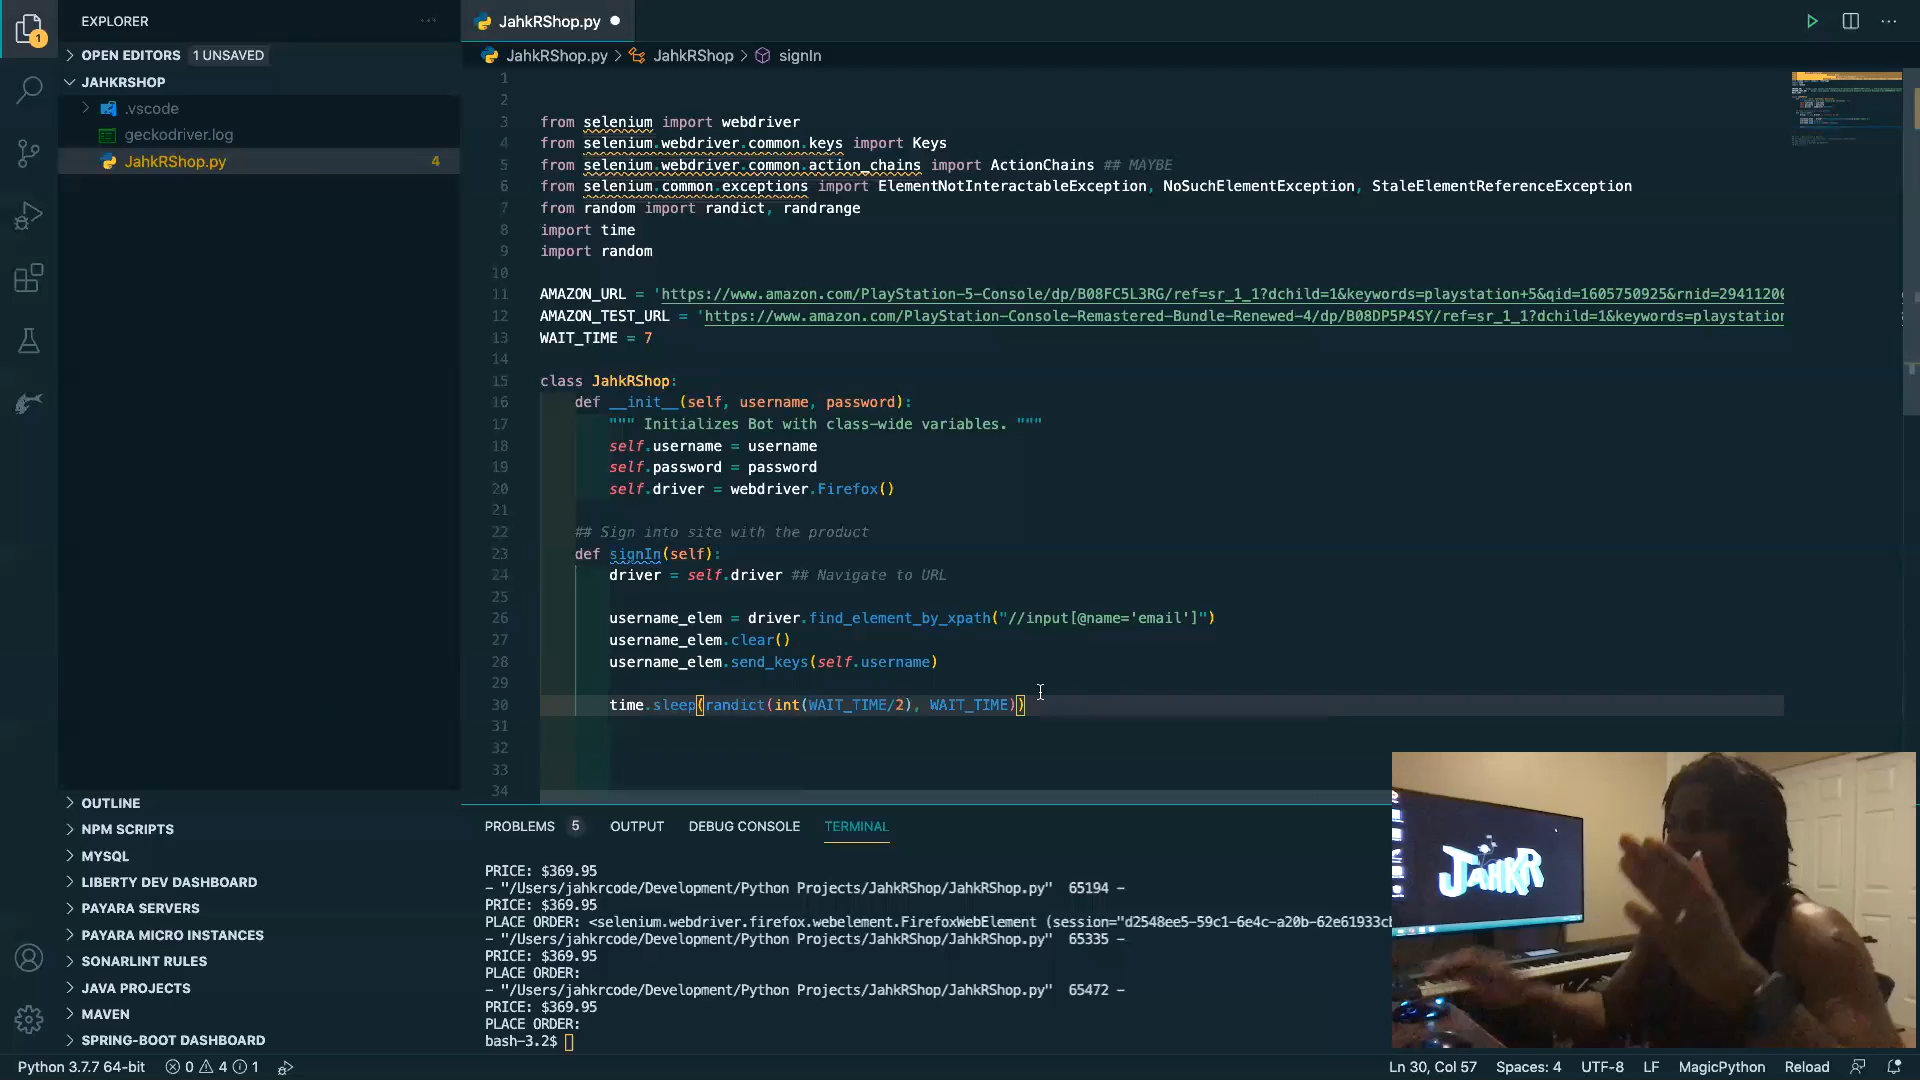 EXPLORER
OPEN EDITORS 1 UNSAVED
JAHKRSHOP
.vscode
geckodriver.log
JahkRShop.py 4
OUTLINE
NPM SCRIPTS
MYSQL
LIBERTY DEV DASHBOARD
PAYARA SERVERS
PAYARA MICRO INSTANCES
SONARLINT RULES
JAVA PROJECTS
MAVEN
SPRING-BOOT DASHBOARD
1
JahkRShop.py
JahkRShop.py > JahkRShop > signIn
1
2
3 from selenium import webdriver
4 from selenium.webdriver.common.keys import Keys
5 from selenium.webdriver.common.action_chains import ActionChains ## MAYBE
6 from selenium.common.exceptions import ElementNotInteractableException, NoSuchElementException, StaleElementReferenceException
7 from random import randict, randrange
8 import time
9 import random
10
11 AMAZON_URL = 'https://www.amazon.com/PlayStation-5-Console/dp/B08FC5L3RG/ref=sr_1_1?dchild=1&keywords=playstation+5&qid=1605750925&rnid=29411200
12 AMAZON_TEST_URL = 'https://www.amazon.com/PlayStation-Console-Remastered-Bundle-Renewed-4/dp/B08DP5P4SY/ref=sr_1_1?dchild=1&keywords=playstation
13 WAIT_TIME = 7
14
15 class JahkRShop:
16 def __init__(self, username, password):
17 """ Initializes Bot with class-wide variables. """
18 self.username = username
19 self.password = password
20 self.driver = webdriver.Firefox()
21
22 ## Sign into site with the product
23 def signIn(self):
24 driver = self.driver ## Navigate to URL
25
26 username_elem = driver.find_element_by_xpath("//input[@name='email']")
27 username_elem.clear()
28 username_elem.send_keys(self.username)
29
30 time.sleep(randict(int(WAIT_TIME/2), WAIT_TIME))
31
32
33
34
PROBLEMS 5 OUTPUT DEBUG CONSOLE TERMINAL
PRICE: $369.95
- "/Users/jahkrcode/Development/Python Projects/JahkRShop/JahkRShop.py" 65194 -
PRICE: $369.95
PLACE ORDER: <selenium.webdriver.firefox.webelement.FirefoxWebElement (session="d2548ee5-59c1-6e4c-a20b-62e61933cb
- "/Users/jahkrcode/Development/Python Projects/JahkRShop/JahkRShop.py" 65335 -
PRICE: $369.95
PLACE ORDER:
- "/Users/jahkrcode/Development/Python Projects/JahkRShop/JahkRShop.py" 65472 -
PRICE: $369.95
PLACE ORDER:
bash-3.2$
JAHKR
Python 3.7.7 64-bit 0 4 1
Ln 30, Col 57 Spaces: 4 UTF-8 LF MagicPython Reload